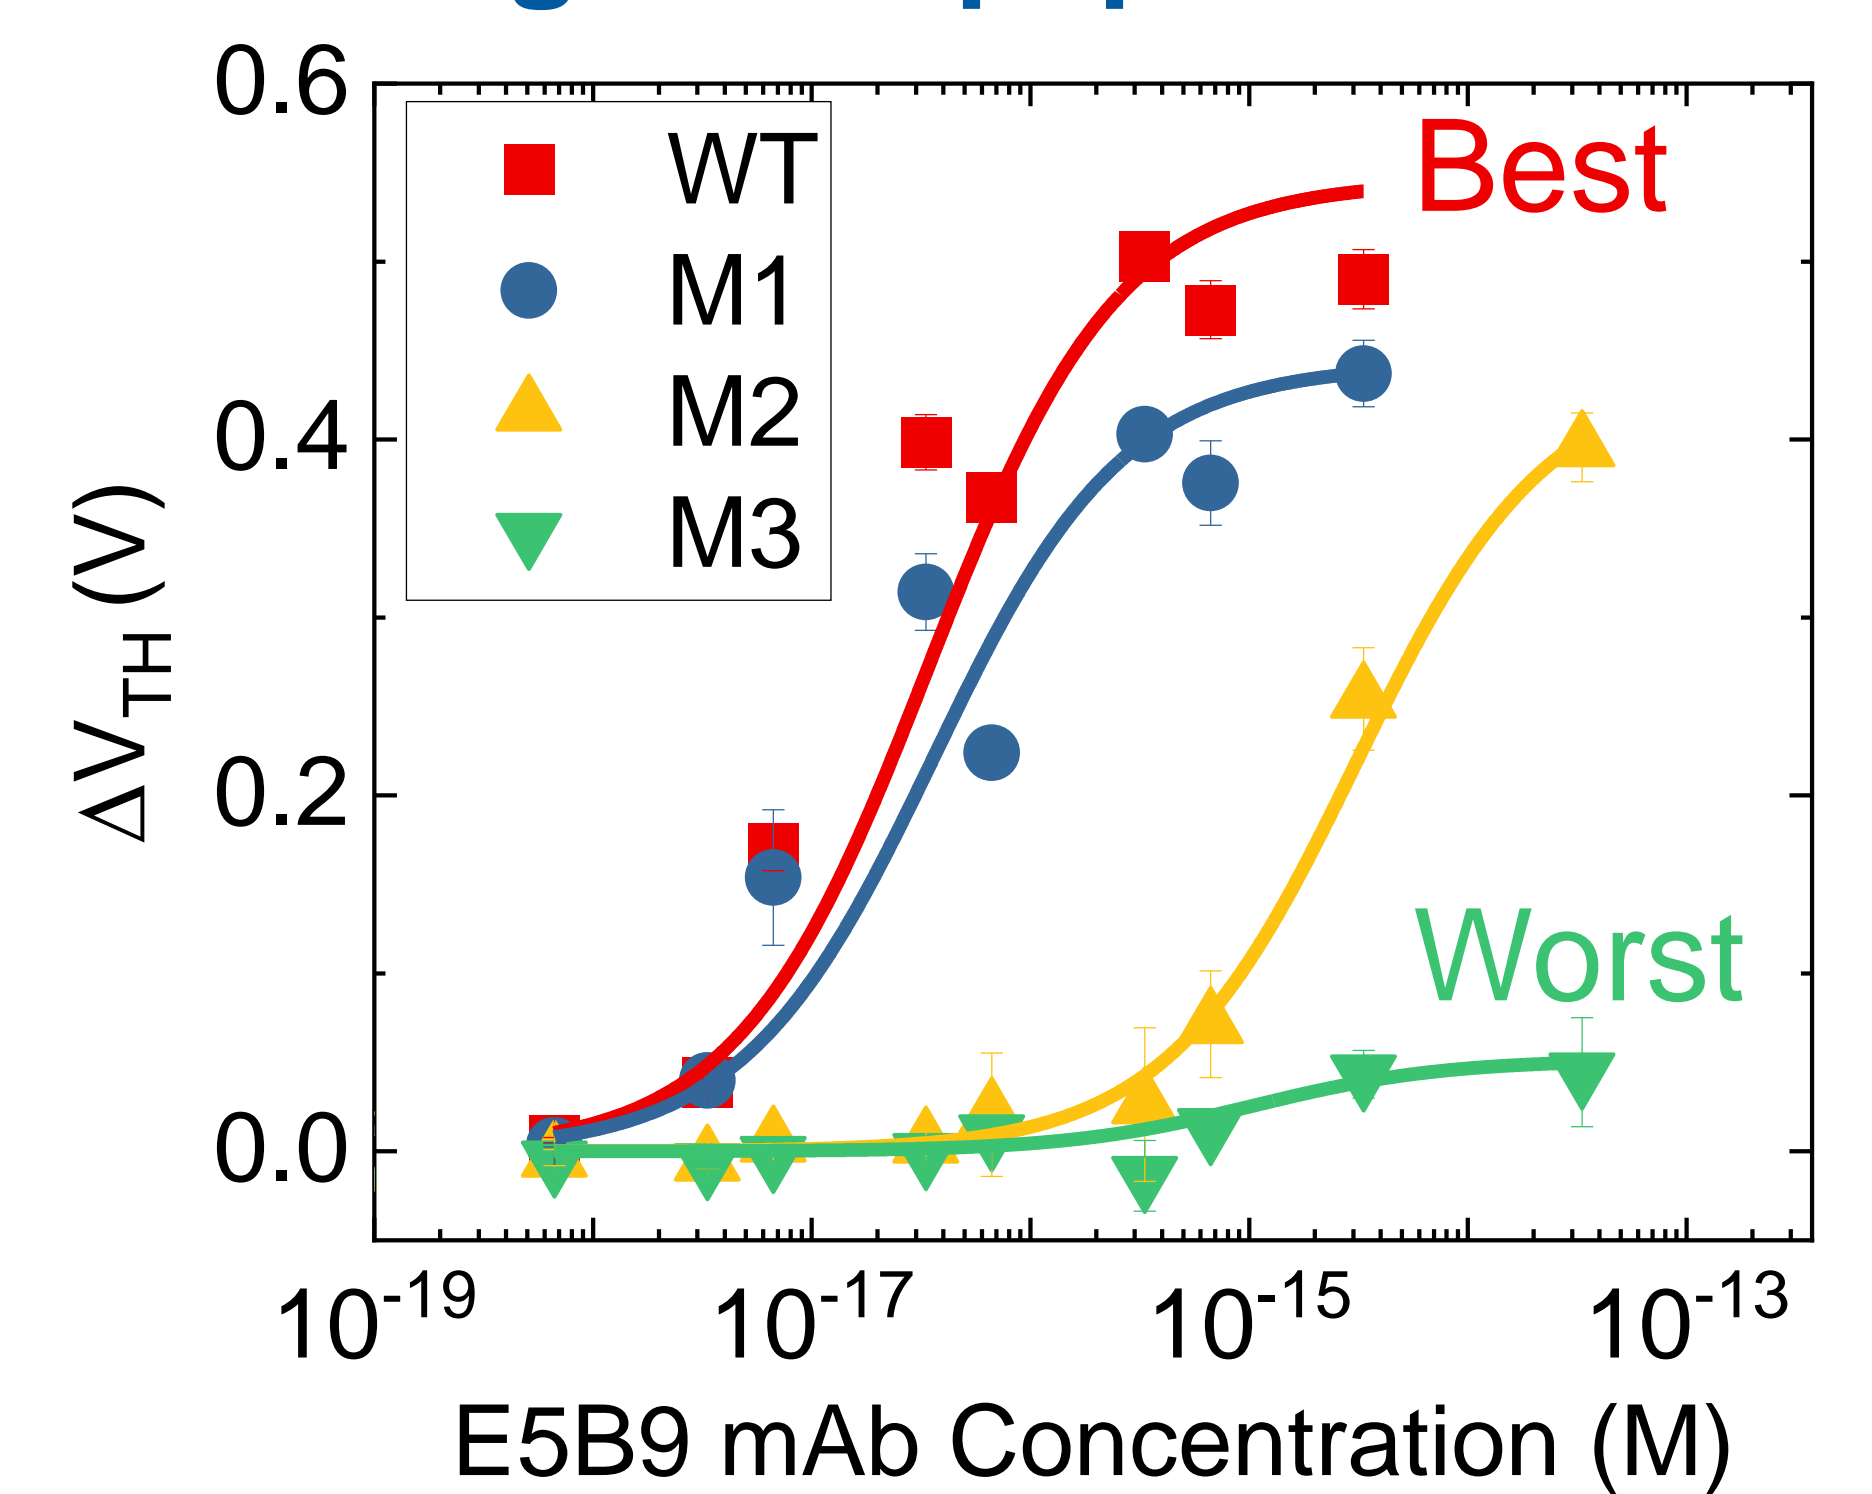 0.6
0.4
0.2
0.0
ΔV_TH (V)
WT
M1
M2
M3
Best
Worst
10^-19 10^-17 10^-15 10^-13
E5B9 mAb Concentration (M)